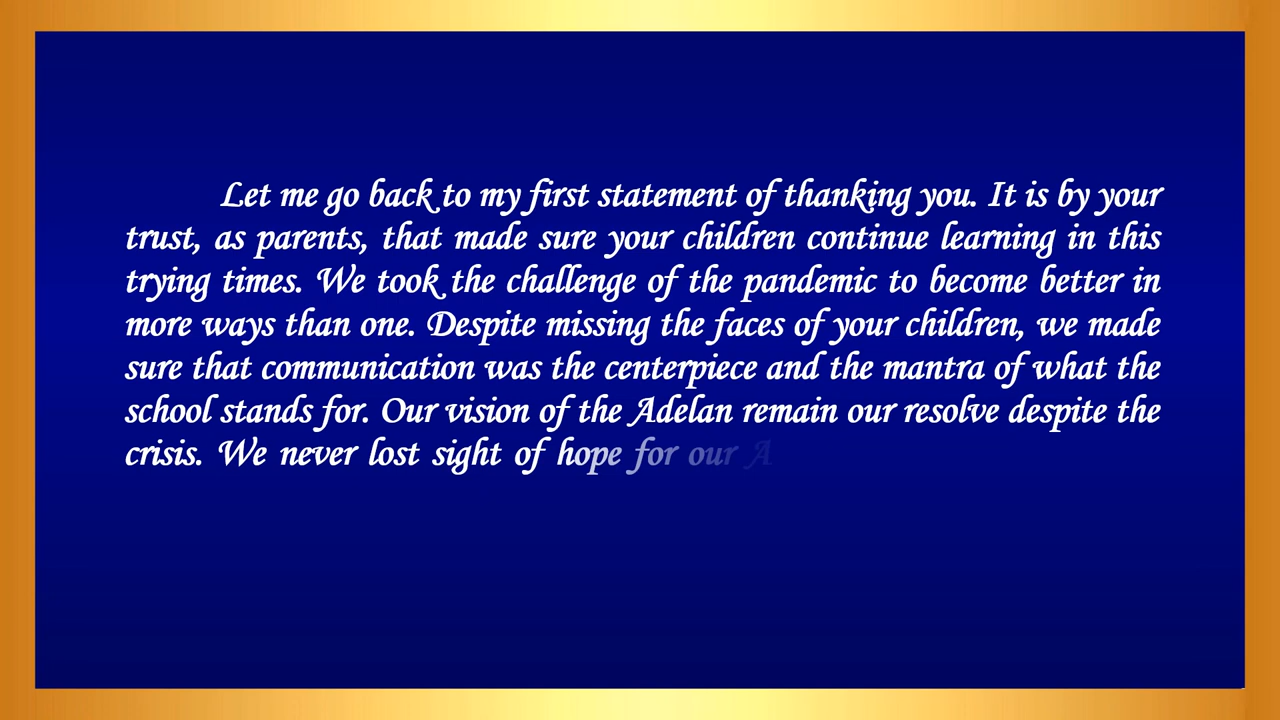 Let me go back to my first statement of thanking you. It is by your
trust, as parents, that made sure your children continue learning in this
trying times. We took the challenge of the pandemic to become better in
more ways than one. Despite missing the faces of your children, we made
sure that communication was the centerpiece and the mantra of what the
school stands for. Our vision of the Adelan remain our resolve despite the
crisis. We never lost sight of hope for our A